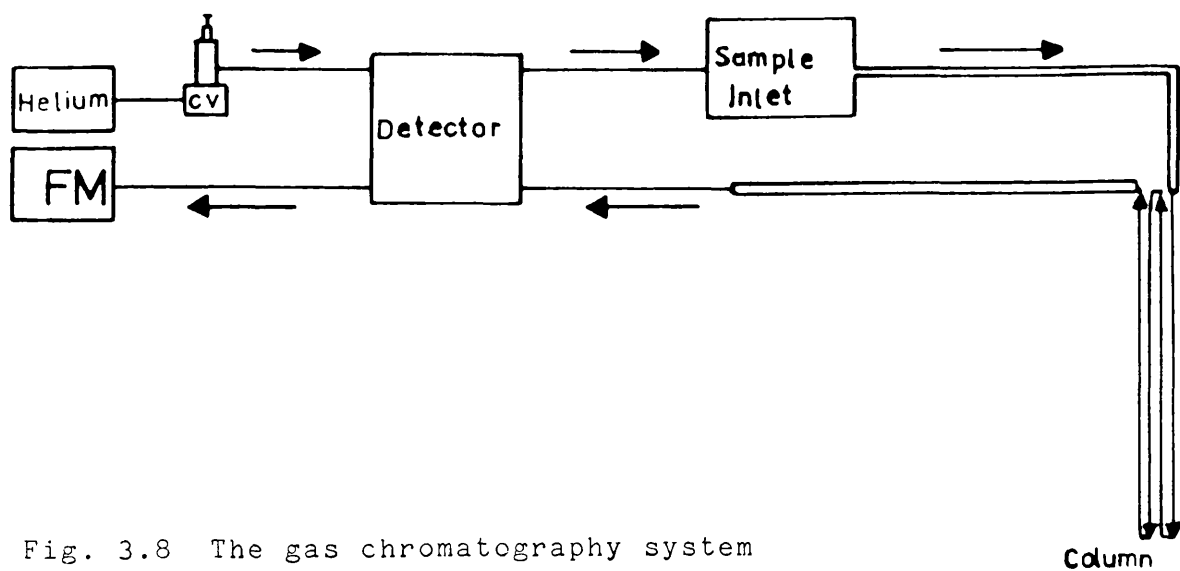 Sample
Inlet
Helium
CV
Detector
FM
Fig. 3.8 The gas chromatography system
Column